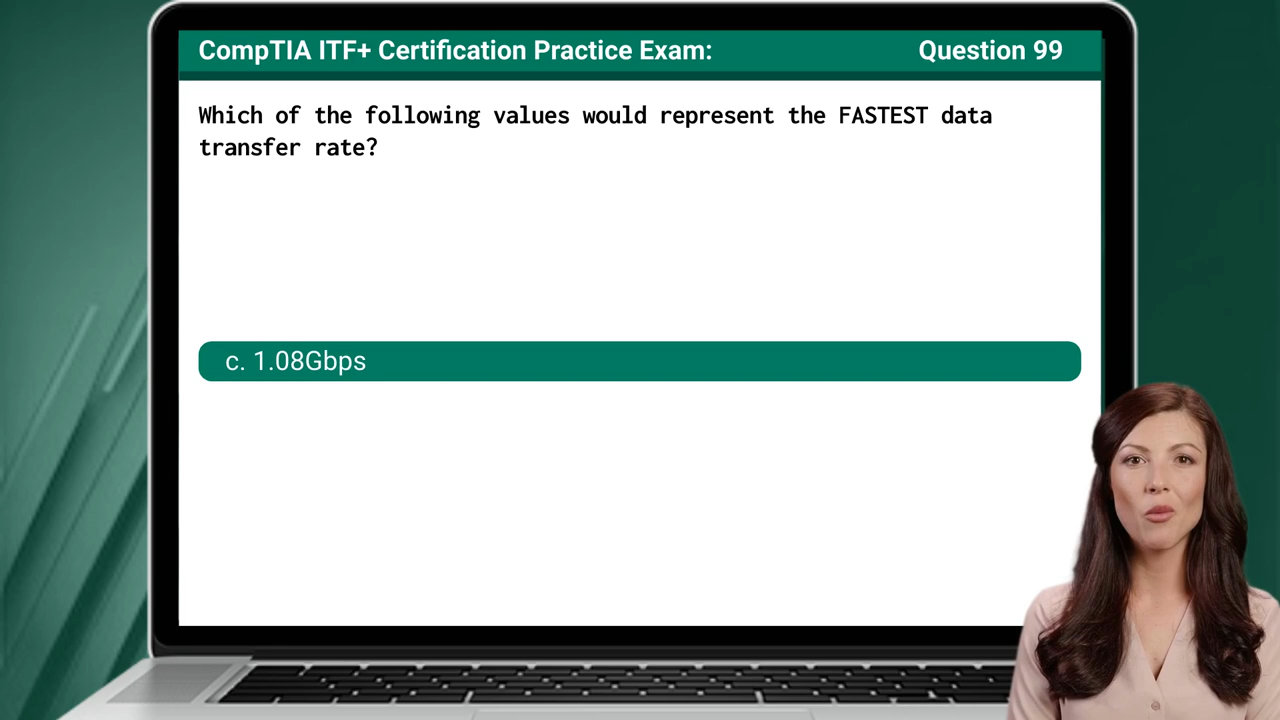 CompTIA ITF+ Certification Practice Exam:
Question 99
Which of the following values would represent the FASTEST data
transfer rate?
c. 1.08Gbps